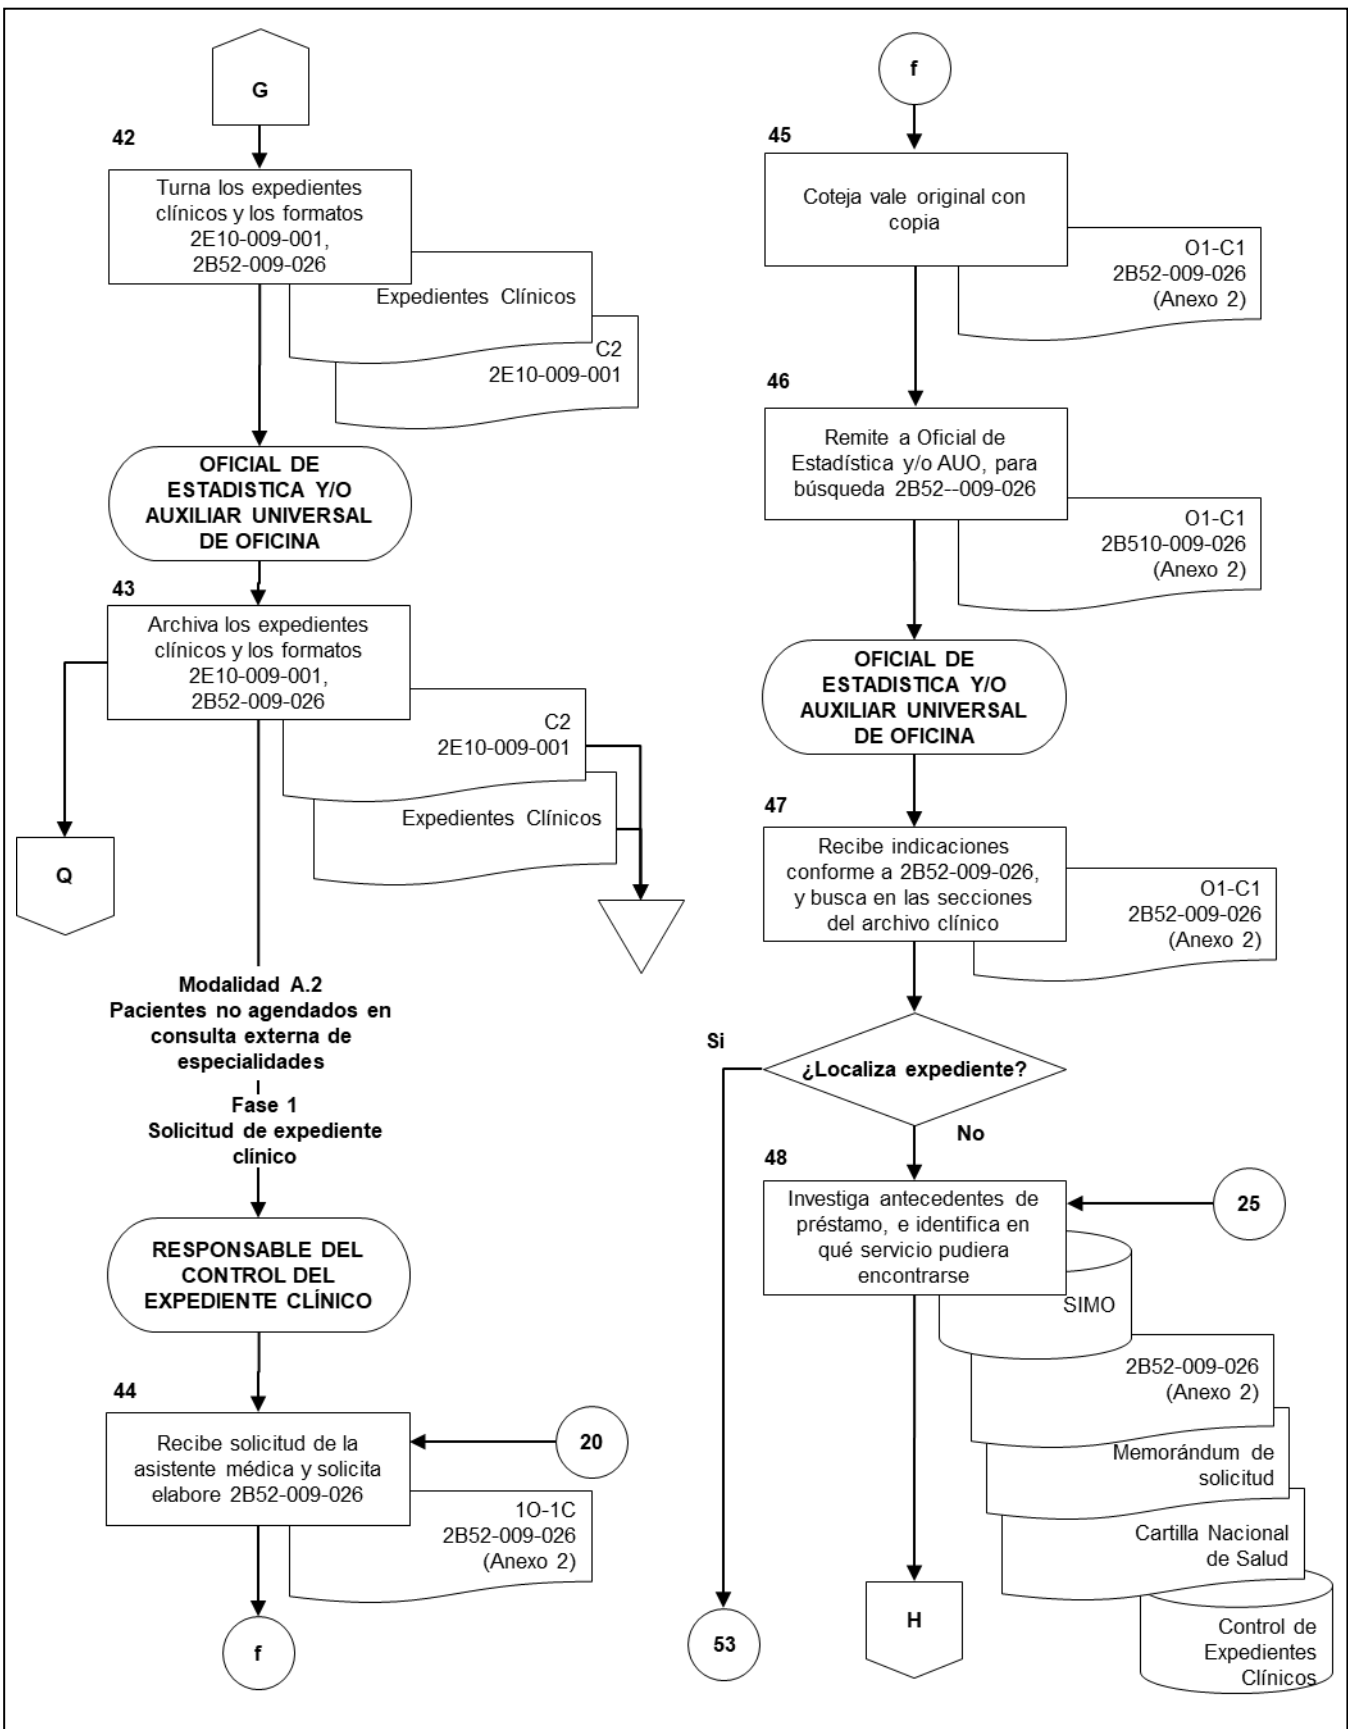 G
42
Turna los expedientes
clínicos y los formatos
2E10-009-001,
2B52-009-026
Expedientes Clínicos
C2
2E10-009-001
OFICIAL DE
ESTADISTICA Y/O
AUXILIAR UNIVERSAL
DE OFICINA
43
Archiva los expedientes
clínicos y los formatos
2E10-009-001,
2B52-009-026
C2
2E10-009-001
Expedientes Clínicos
Q
Modalidad A.2
Pacientes no agendados en
consulta externa de
especialidades
Fase 1
Solicitud de expediente
clínico
RESPONSABLE DEL
CONTROL DEL
EXPEDIENTE CLÍNICO
44
Recibe solicitud de la
asistente médica y solicita
elabore 2B52-009-026
20
1O-1C
2B52-009-026
(Anexo 2)
f
f
45
Coteja vale original con
copia
O1-C1
2B52-009-026
(Anexo 2)
46
Remite a Oficial de
Estadística y/o AUO, para
búsqueda 2B52--009-026
O1-C1
2B510-009-026
(Anexo 2)
OFICIAL DE
ESTADISTICA Y/O
AUXILIAR UNIVERSAL
DE OFICINA
47
Recibe indicaciones
conforme a 2B52-009-026,
y busca en las secciones
del archivo clínico
O1-C1
2B52-009-026
(Anexo 2)
Si
¿Localiza expediente?
No
48
Investiga antecedentes de
préstamo, e identifica en
qué servicio pudiera
encontrarse
25
SIMO
2B52-009-026
(Anexo 2)
Memorándum de
solicitud
Cartilla Nacional
de Salud
Control de
Expedientes
Clínicos
53
H